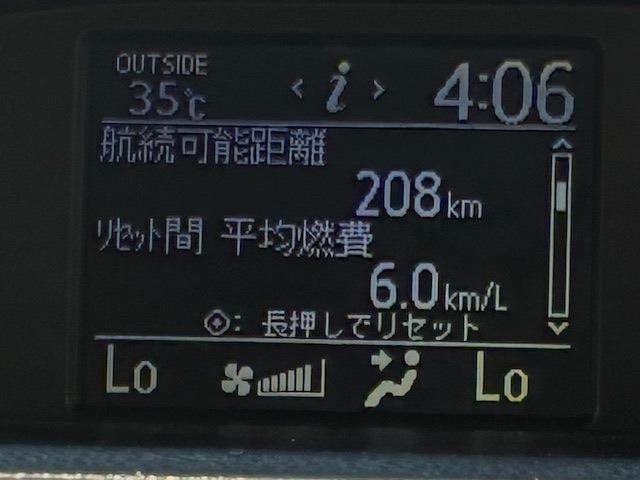 OUTSIDE
35℃
< i >
4:06
航続可能距離
208km
リセット間 平均燃費
6.0km/L
: 長押しでリセット
Lo
Lo